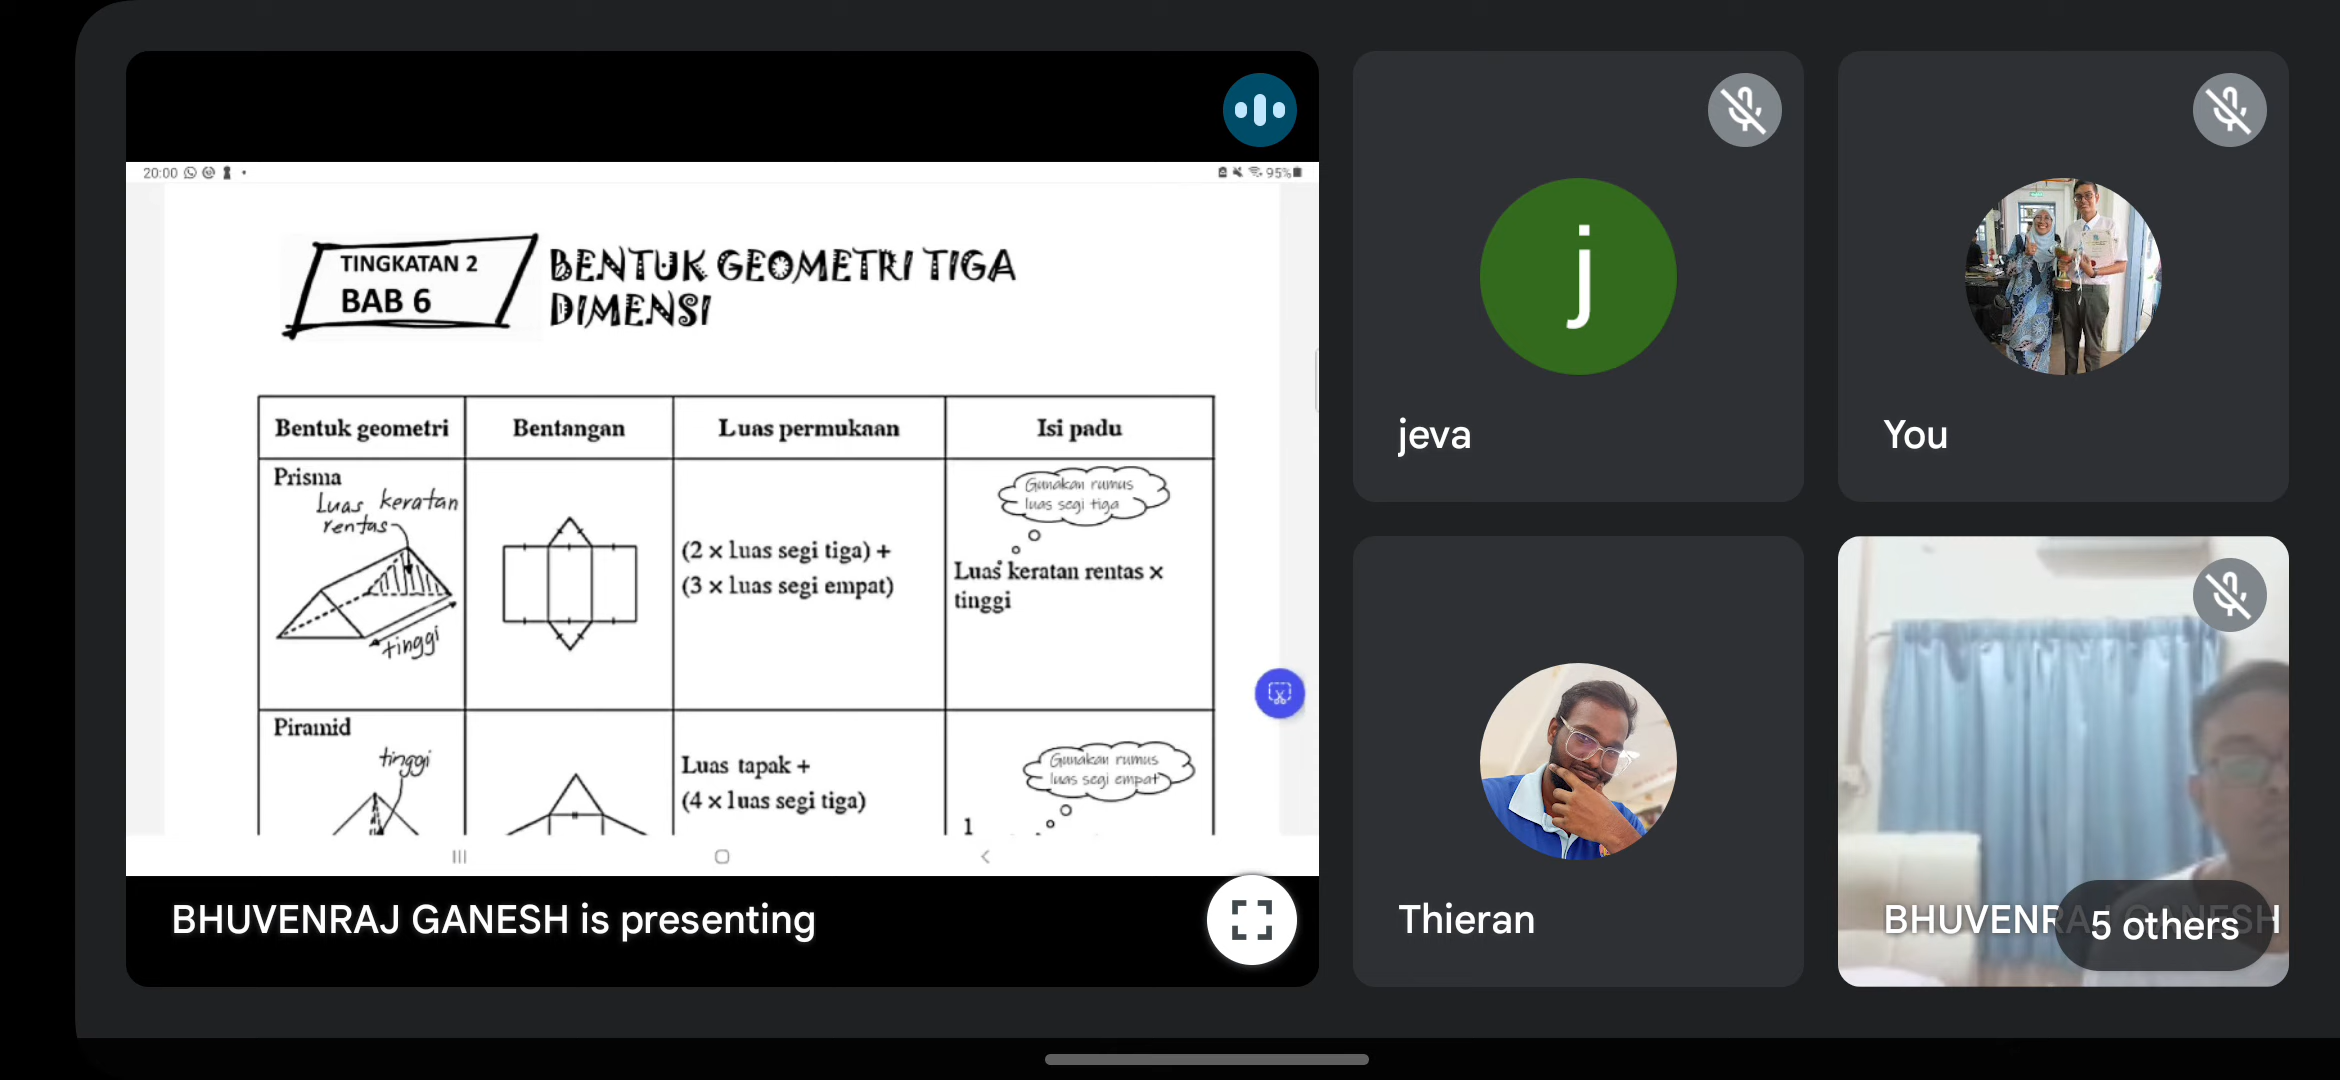 20:00
95%
TINGKATAN 2
BAB 6
BENTUK GEOMETRI TIGA
DIMENSI
Bentuk geometri
Bentangan
Luas permukaan
Isi padu
Prisma
Luas keratan
rentas
tinggi
(2 × luas segi tiga) +
(3 × luas segi empat)
Gunakan rumus
luas segi tiga
Luas keratan rentas ×
tinggi
Piramid
tinggi
Luas tapak +
(4 × luas segi tiga)
Gunakan rumus
luas segi empat
1
BHUVENRAJ GANESH is presenting
j
jeva
You
Thieran
BHUVENRAJ GANESH
5 others